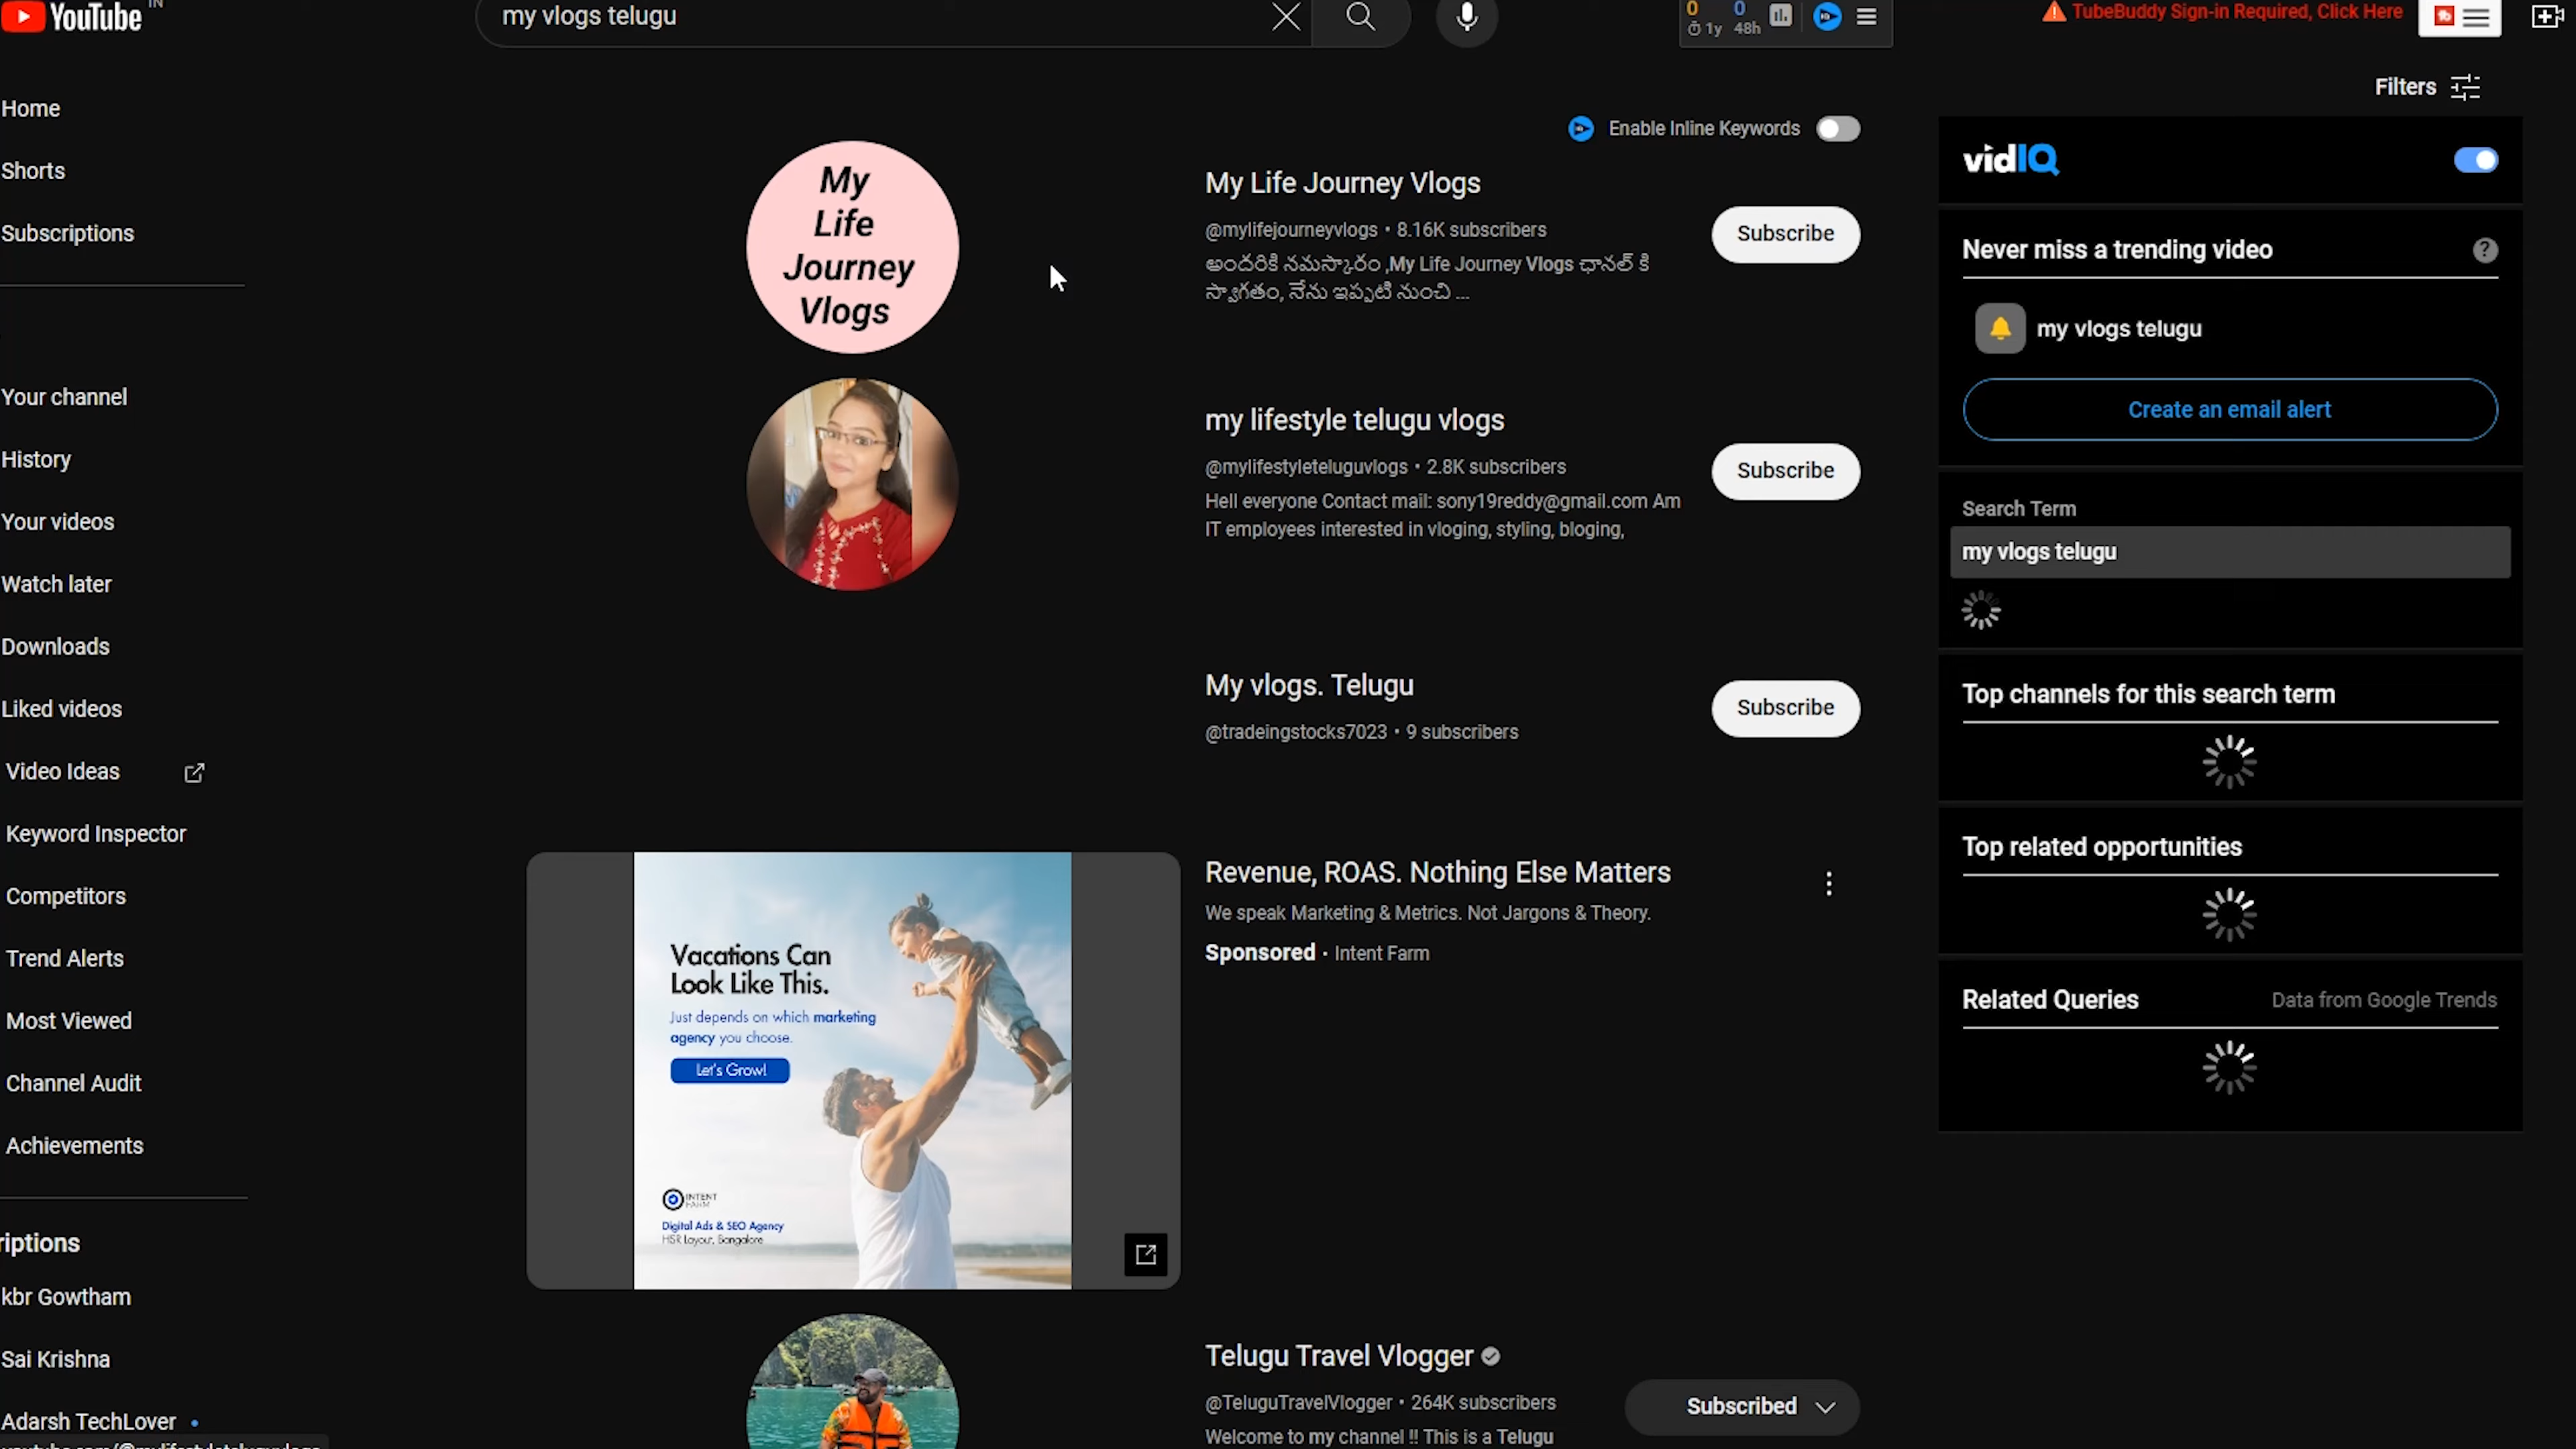 YouTube
IN
my vlogs telugu
0
0
1y
48h
TubeBuddy Sign-in Required, Click Here
Home
Shorts
Subscriptions
Your channel
History
Your videos
Watch later
Downloads
Liked videos
Video Ideas
Keyword Inspector
Competitors
Trend Alerts
Most Viewed
Channel Audit
Achievements
riptions
kbr Gowtham
Sai Krishna
Adarsh TechLover
Filters
Enable Inline Keywords
My
Life
Journey
Vlogs
My Life Journey Vlogs
@mylifejourneyvlogs • 8.16K subscribers
అందరికి నమస్కారం ,My Life Journey Vlogs ఛానల్ కి
స్వాగతం, నేను ఇప్పటి నుంచి ...
Subscribe
my lifestyle telugu vlogs
@mylifestyleteluguvlogs • 2.8K subscribers
Hell everyone Contact mail: sony19reddy@gmail.com Am
IT employees interested in vloging, styling, bloging,
Subscribe
My vlogs. Telugu
@tradeingstocks7023 • 9 subscribers
Subscribe
Vacations Can
Look Like This.
Just depends on which marketing
agency you choose.
Let's Grow!
INTENT
FARM
Digital Ads & SEO Agency
HSR Layout, Bangalore
Revenue, ROAS. Nothing Else Matters
We speak Marketing & Metrics. Not Jargons & Theory.
Sponsored · Intent Farm
Telugu Travel Vlogger
@TeluguTravelVlogger • 264K subscribers
Welcome to my channel !! This is a Telugu
Subscribed
vidIQ
Never miss a trending video
?
my vlogs telugu
Create an email alert
Search Term
my vlogs telugu
Top channels for this search term
Top related opportunities
Related Queries
Data from Google Trends